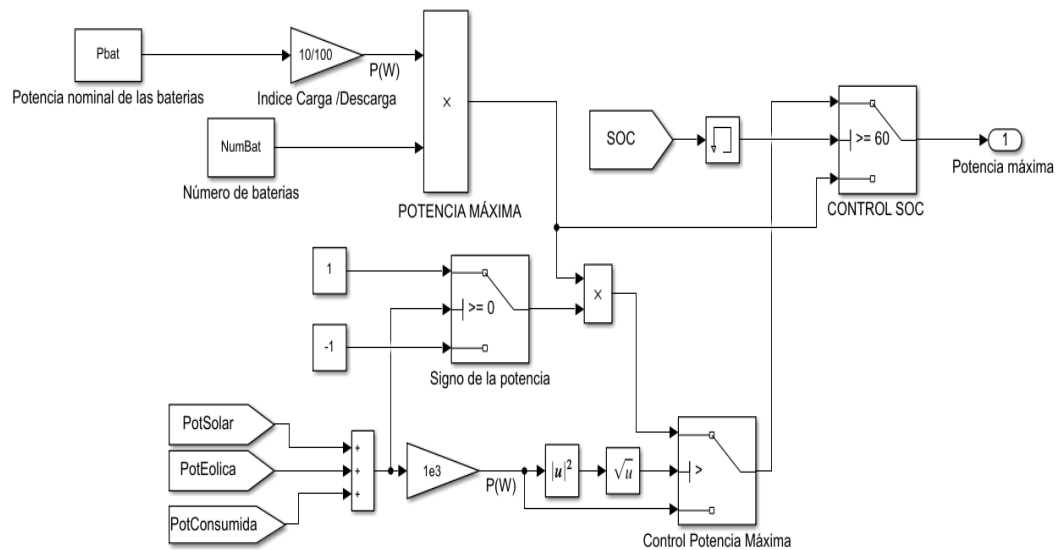 Pbat
Potencia nominal de las baterias
10/100
Indice Carga /Descarga
P(W)
NumBat
Número de baterias
×
POTENCIA MÁXIMA
SOC
>= 60
CONTROL SOC
1
Potencia máxima
1
-1
>= 0
Signo de la potencia
×
PotSolar
PotEolica
PotConsumida
+
+
+
1e3
P(W)
|u|²
√u
>
Control Potencia Máxima